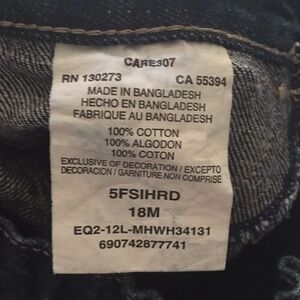 CARE307
RN 130273 CA 55394
MADE IN BANGLADESH
HECHO EN BANGLADESH
FABRIQUE AU BANGLADESH
100% COTTON
100% ALGODON
100% COTON
EXCLUSIVE OF DECORATION / EXCEPTO
DECORACION / GARNITURE NON COMPRISE
5FSIHRD
18M
EQ2-12L-MHWH34131
690742877741